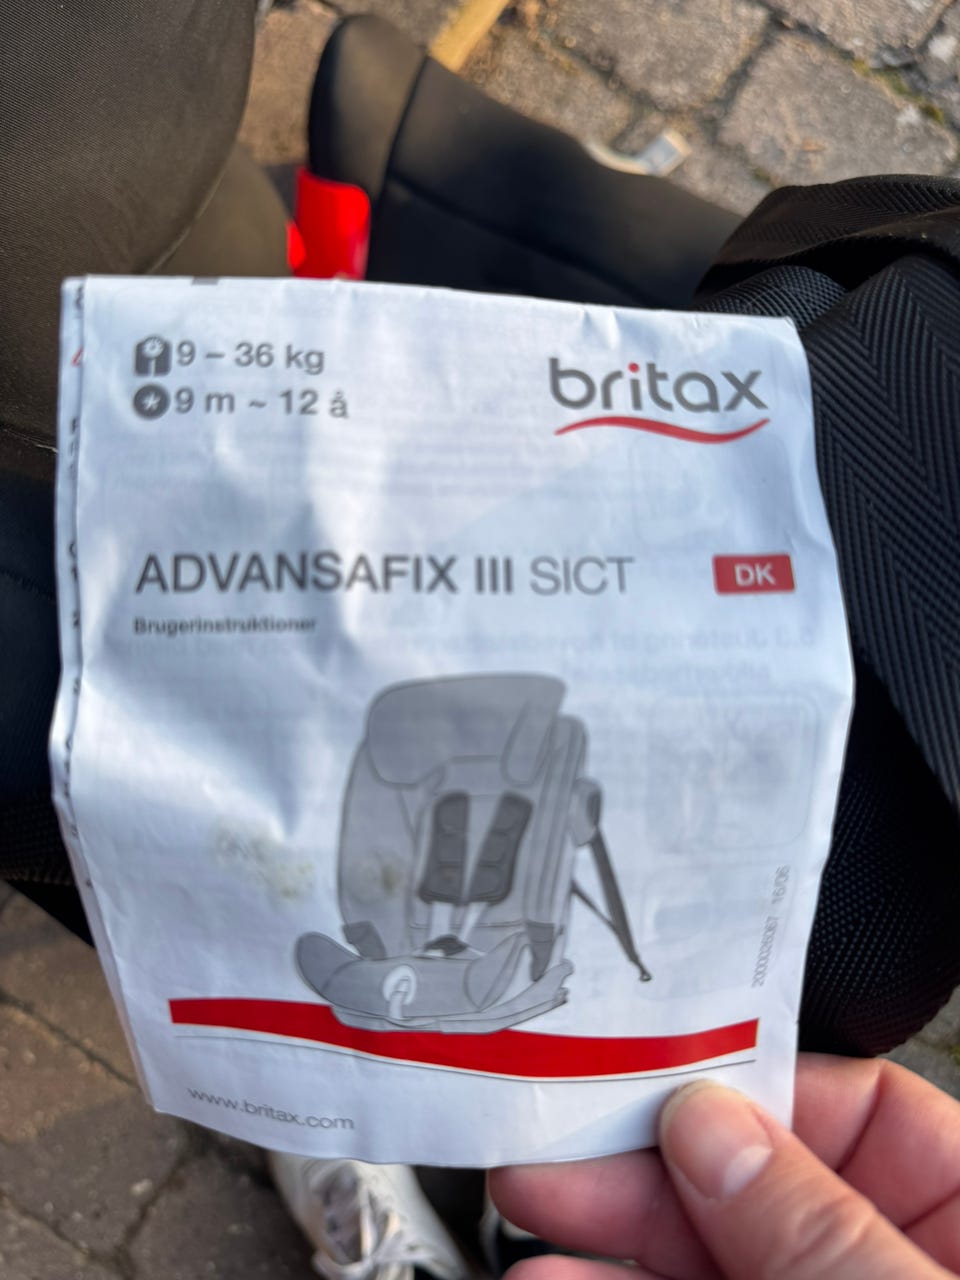 9 – 36 kg
9 m ~ 12 å
britax
ADVANSAFIX III SICT
DK
Brugerinstruktioner
www.britax.com